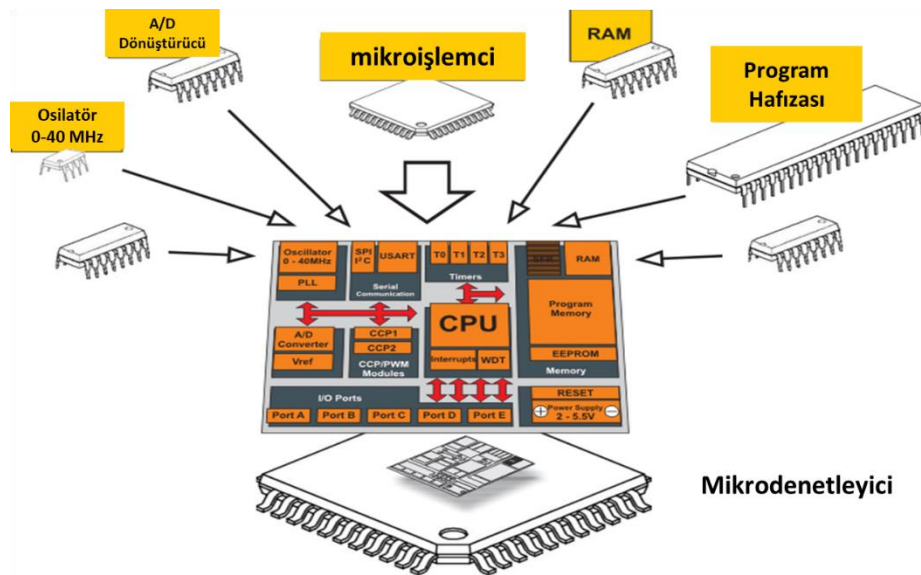 A/D
Dönüştürücü
mikroişlemci
RAM
Program
Hafızası
Osilatör
0-40 MHz
Oscillator
0 - 40MHz
PLL
SPI
I²C
USART
Serial
Communication
T0
T1
T2
T3
Timers
RAM
Program
Memory
EEPROM
Memory
A/D
Converter
Vref
CCP1
CCP2
CCP/PWM
Modules
CPU
Interrupts
WDT
I/O Ports
Port A
Port B
Port C
Port D
Port E
RESET
Power Supply
2 - 5.5V
Mikrodenetleyici